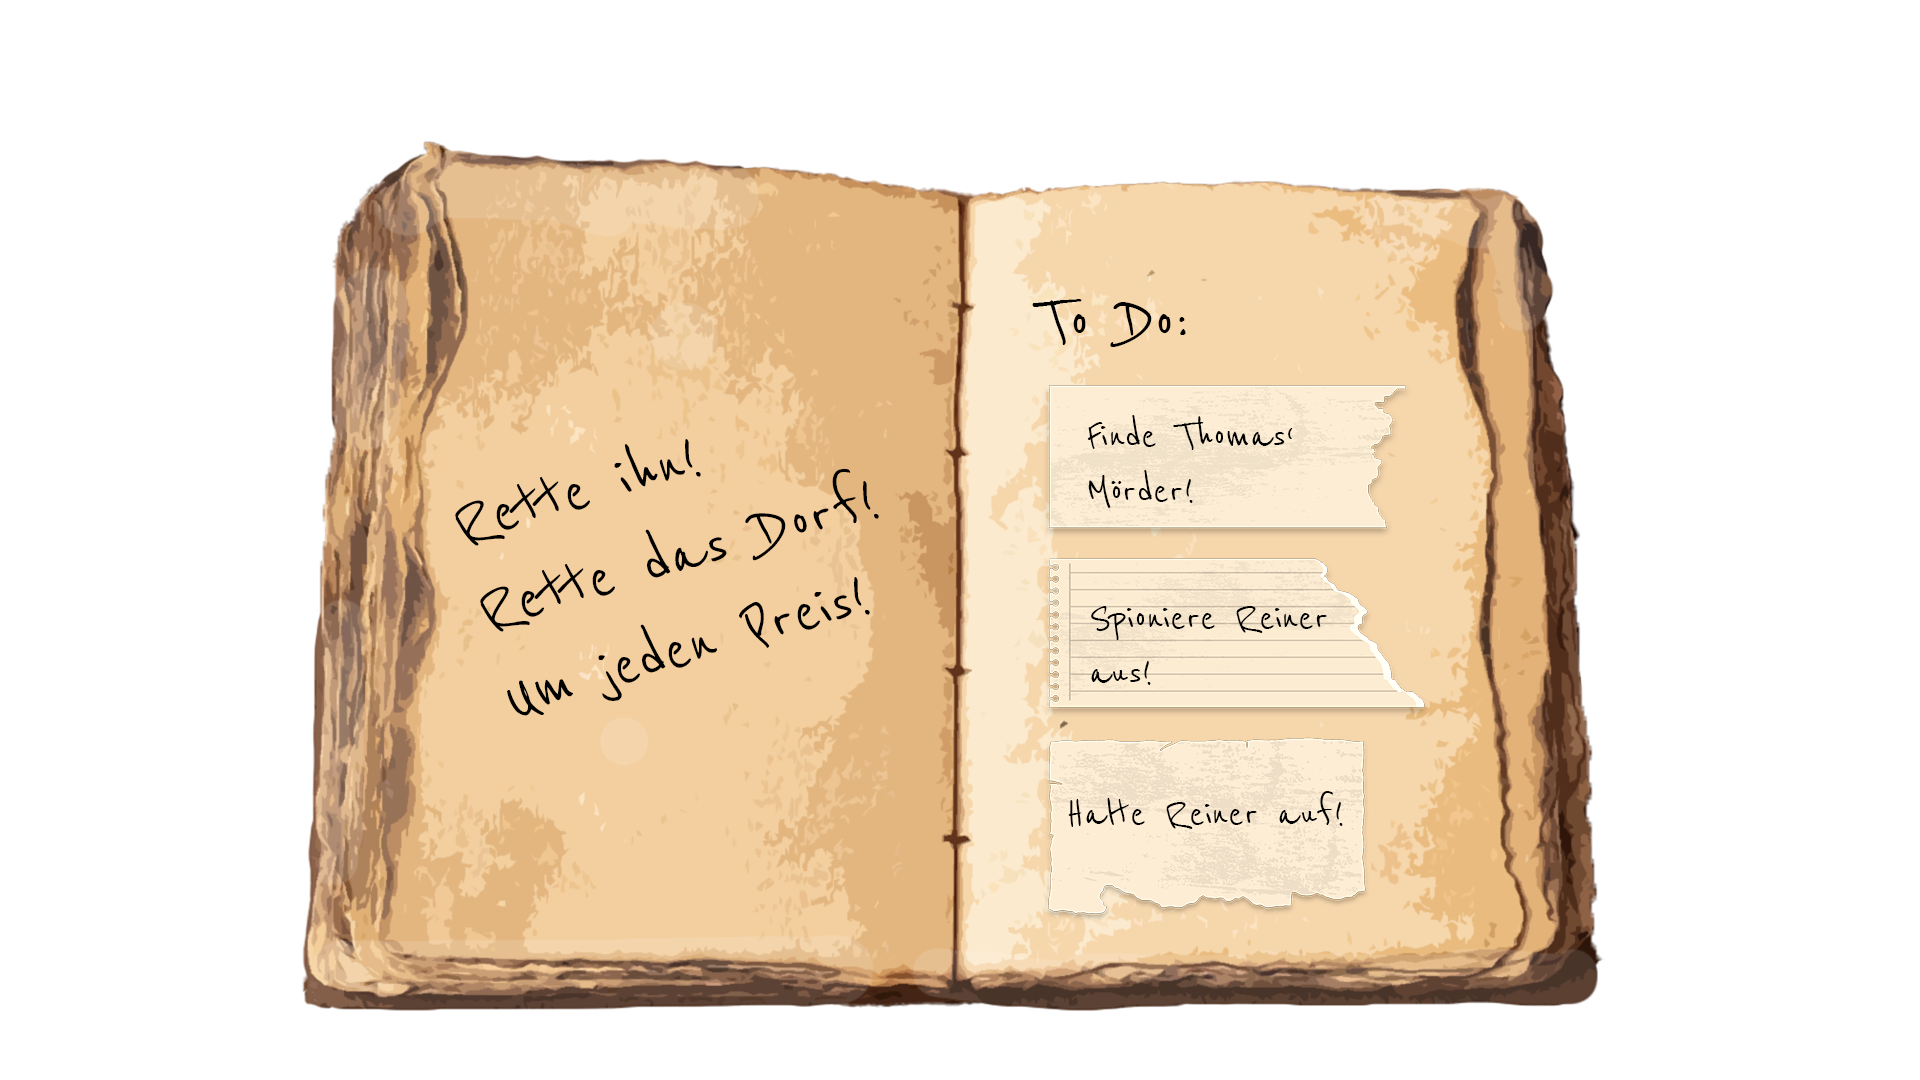 Rette ihn!
Rette das Dorf!
um jeden Preis!
To Do:
Finde Thomas'
Mörder!
Spioniere Reiner
aus!
Halte Reiner auf!